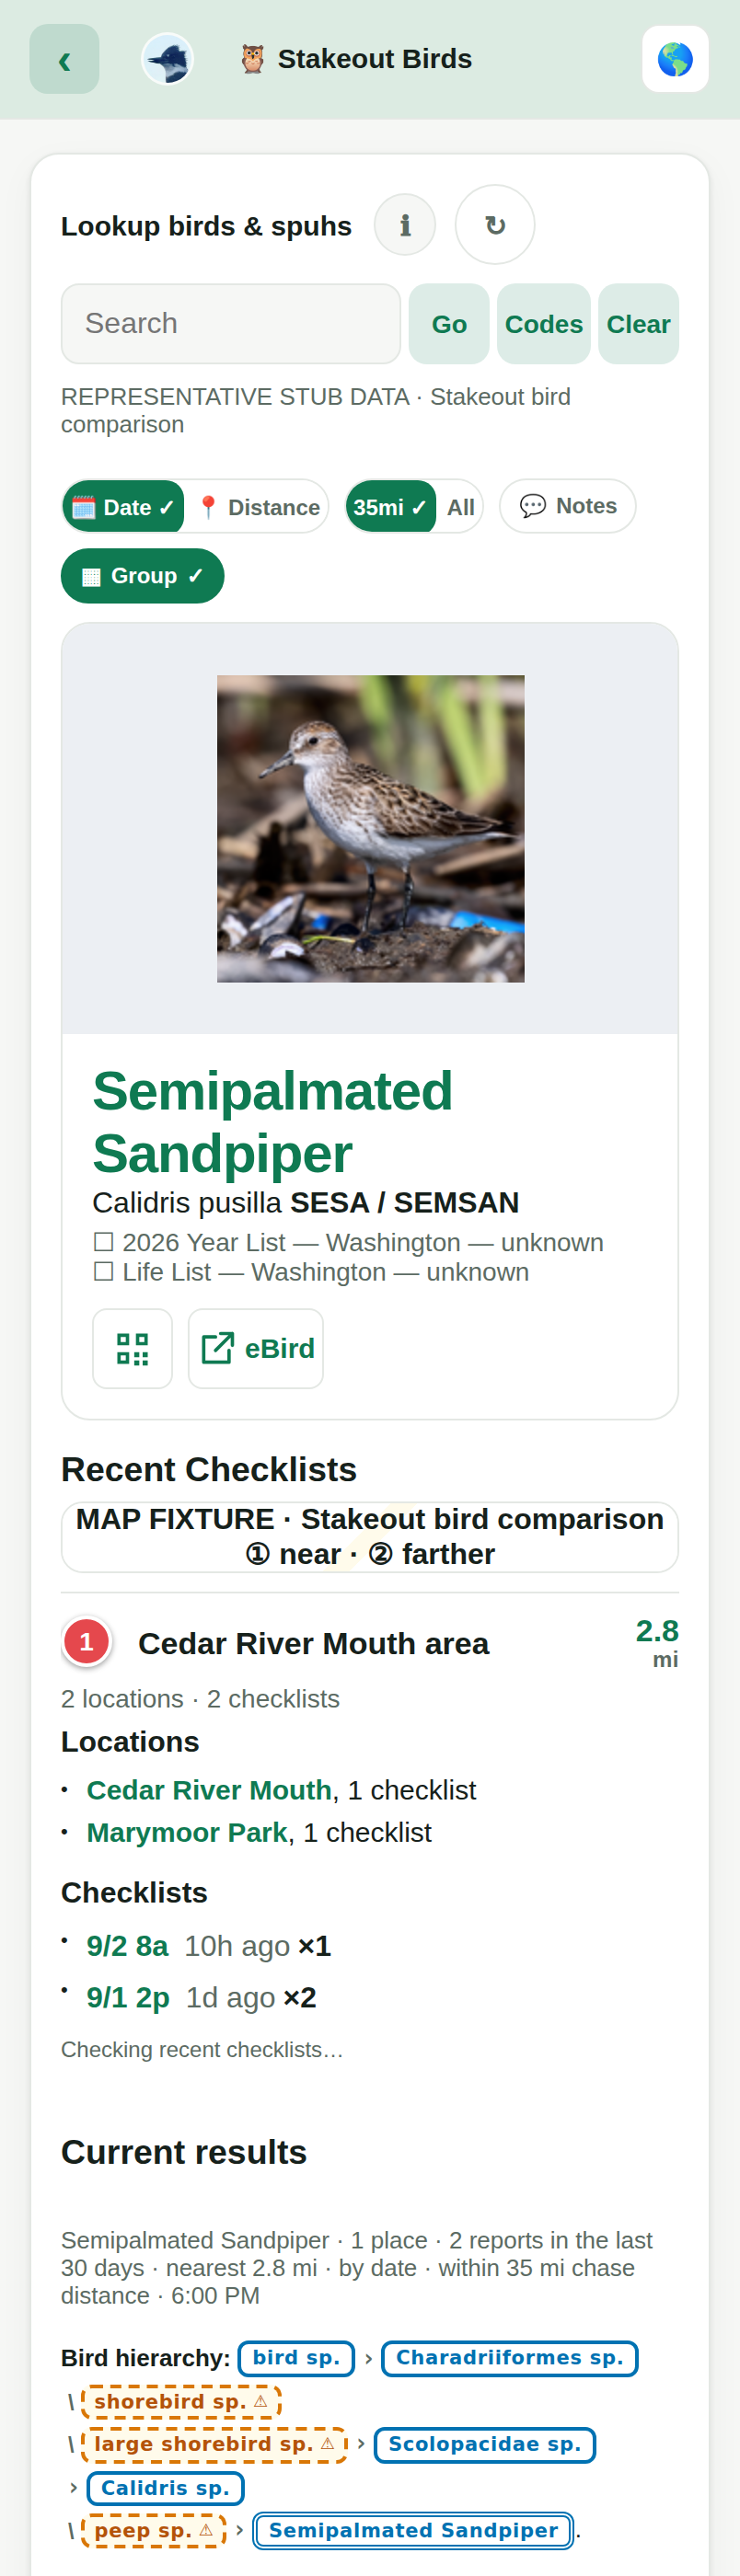 ‹ 🦉 Stakeout Birds 🌎
Lookup birds & spuhs ℹ ↻
Search Go Codes Clear
REPRESENTATIVE STUB DATA · Stakeout bird
comparison
🗓️ Date ✓ 📍 Distance 35mi ✓ All 💬 Notes
▦ Group ✓
Semipalmated
Sandpiper
Calidris pusilla SESA / SEMSAN
☐ 2026 Year List — Washington — unknown
☐ Life List — Washington — unknown
eBird
Recent Checklists
MAP FIXTURE · Stakeout bird comparison
① near · ② farther
1 Cedar River Mouth area 2.8
mi
2 locations · 2 checklists
Locations
• Cedar River Mouth, 1 checklist
• Marymoor Park, 1 checklist
Checklists
• 9/2 8a 10h ago ×1
• 9/1 2p 1d ago ×2
Checking recent checklists…
Current results
Semipalmated Sandpiper · 1 place · 2 reports in the last
30 days · nearest 2.8 mi · by date · within 35 mi chase
distance · 6:00 PM
Bird hierarchy: bird sp. › Charadriiformes sp.
\ shorebird sp. ⚠
\ large shorebird sp. ⚠ › Scolopacidae sp.
› Calidris sp.
\ peep sp. ⚠ › Semipalmated Sandpiper.